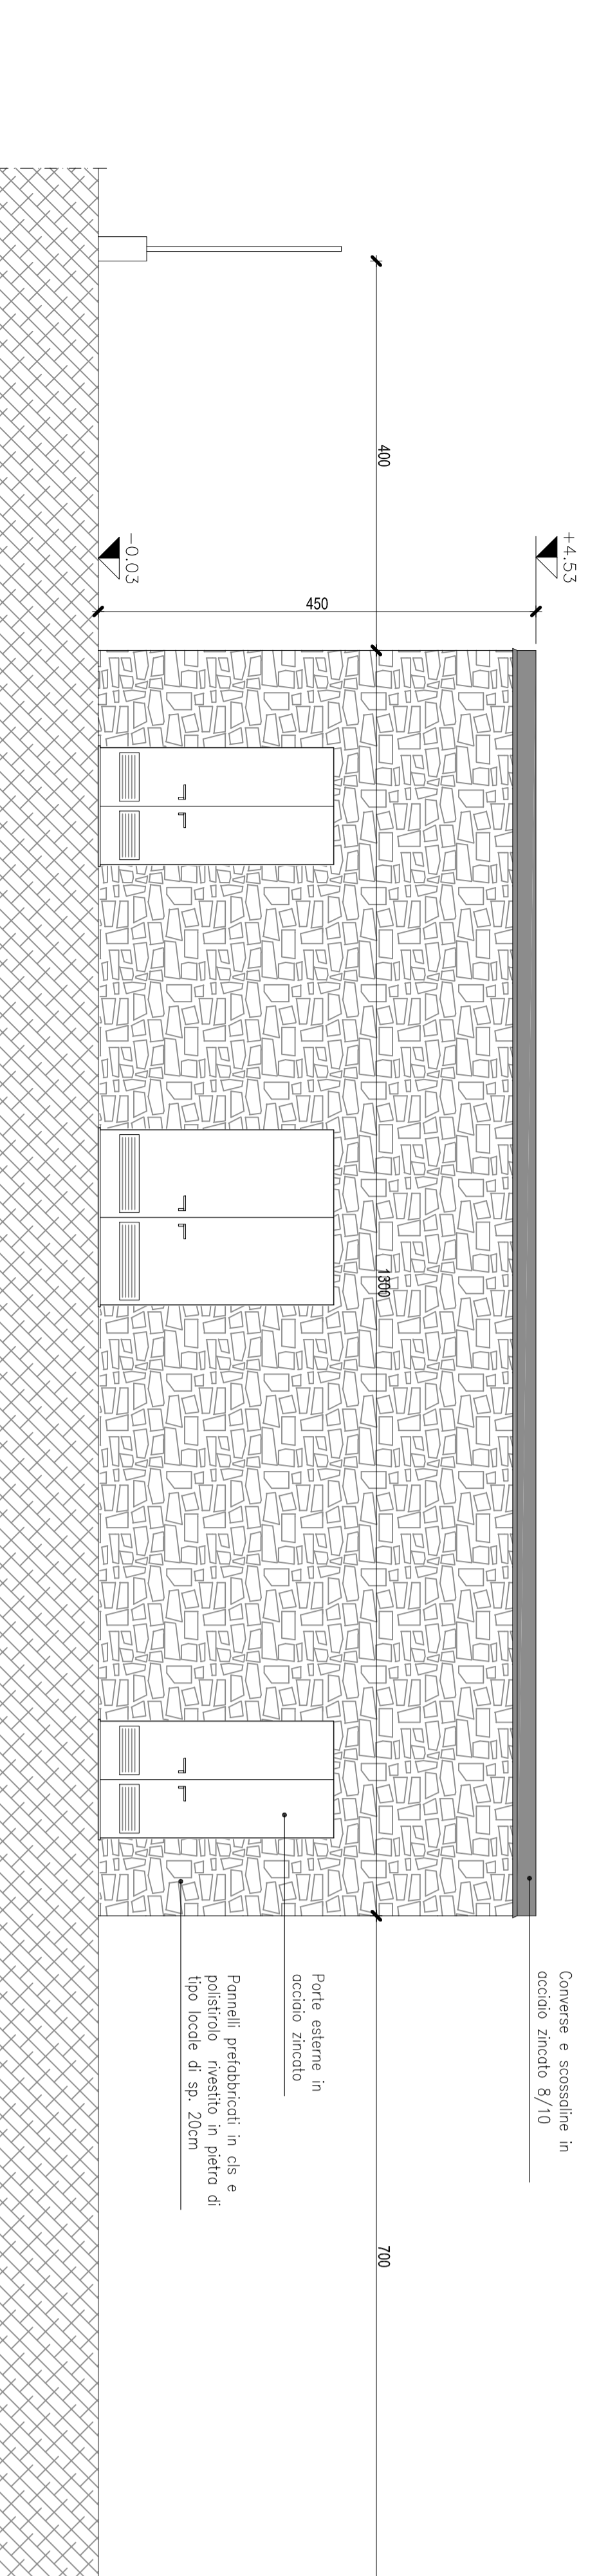 +4.53
-0.03
450
400
1300
700
Converse e scossaline in
acciaio zincato 8/10
Porte esterne in
acciaio zincato
Pannelli prefabbricati in cls e
polistirolo rivestito in pietra di
tipo locale di sp. 20cm